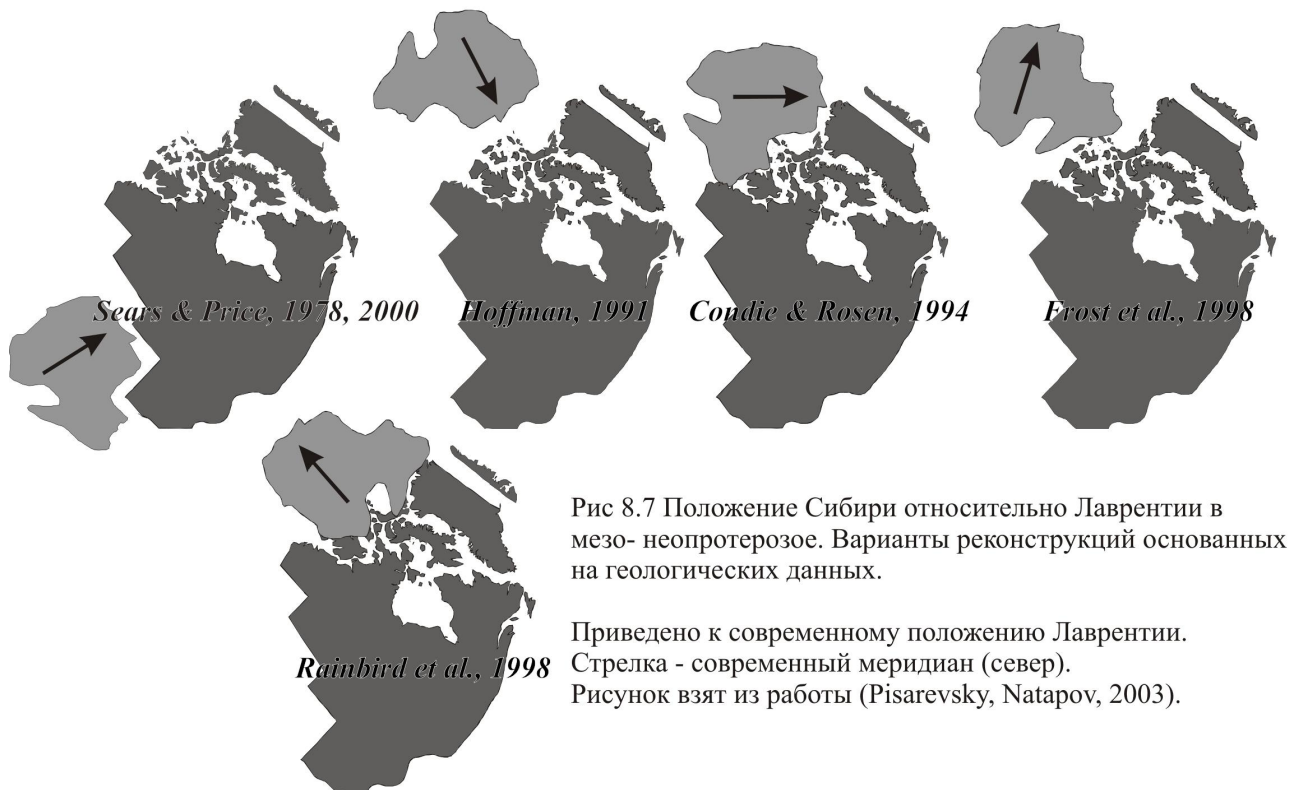 Sears & Price, 1978, 2000
Hoffman, 1991
Condie & Rosen, 1994
Frost et al., 1998
Rainbird et al., 1998
Рис 8.7 Положение Сибири относительно Лаврентии в
мезо- неопротерозое. Варианты реконструкций основанных
на геологических данных.
Приведено к современному положению Лаврентии.
Стрелка - современный меридиан (север).
Рисунок взят из работы (Pisarevsky, Natapov, 2003).